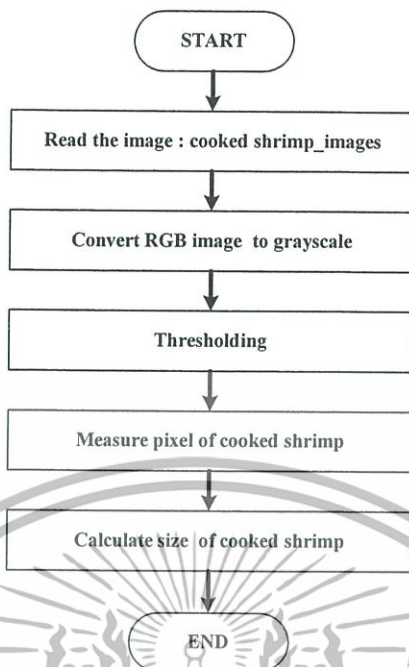 START
Read the image : cooked shrimp_images
Convert RGB image to grayscale
Thresholding
Measure pixel of cooked shrimp
Calculate size of cooked shrimp
END